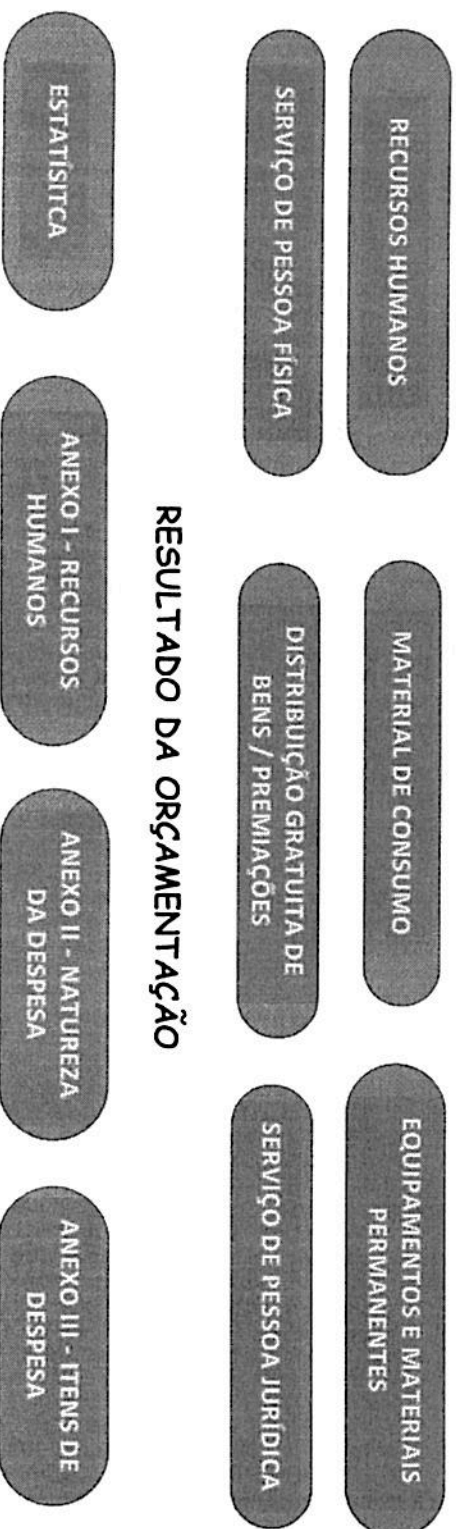 RECURSOS HUMANOS
MATERIAL DE CONSUMO
EQUIPAMENTOS E MATERIAIS
PERMANENTES
SERVIÇO DE PESSOA FÍSICA
DISTRIBUIÇÃO GRATUITA DE
BENS / PREMIAÇÕES
SERVIÇO DE PESSOA JURÍDICA
RESULTADO DA ORÇAMENTAÇÃO
ESTATÍSITCA
ANEXO I - RECURSOS
HUMANOS
ANEXO II - NATUREZA
DA DESPESA
ANEXO III - ITENS DE
DESPESA